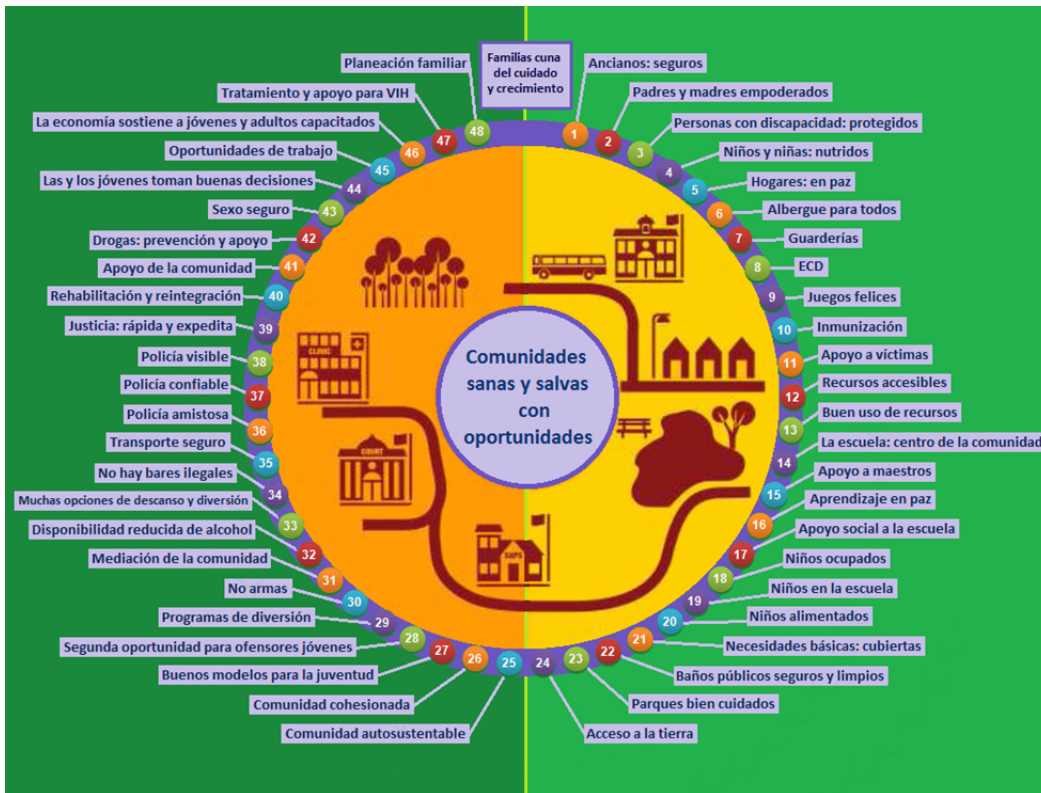 Familias cuna
del cuidado
y crecimiento
1 Ancianos: seguros
2 Padres y madres empoderados
3 Personas con discapacidad: protegidos
4 Niños y niñas: nutridos
5 Hogares: en paz
6 Albergue para todos
7 Guarderías
8 ECD
9 Juegos felices
10 Inmunización
11 Apoyo a víctimas
12 Recursos accesibles
13 Buen uso de recursos
14 La escuela: centro de la comunidad
15 Apoyo a maestros
16 Aprendizaje en paz
17 Apoyo social a la escuela
18 Niños ocupados
19 Niños en la escuela
20 Niños alimentados
21 Necesidades básicas: cubiertas
22 Baños públicos seguros y limpios
23 Parques bien cuidados
24 Acceso a la tierra
25 Comunidad autosustentable
26 Comunidad cohesionada
27 Buenos modelos para la juventud
28 Segunda oportunidad para ofensores jóvenes
29 Programas de diversión
30 No armas
31 Mediación de la comunidad
32 Disponibilidad reducida de alcohol
33 Muchas opciones de descanso y diversión
34 No hay bares ilegales
35 Transporte seguro
36 Policía amistosa
37 Policía confiable
38 Policía visible
39 Justicia: rápida y expedita
40 Rehabilitación y reintegración
41 Apoyo de la comunidad
42 Drogas: prevención y apoyo
43 Sexo seguro
44 Las y los jóvenes toman buenas decisiones
45 Oportunidades de trabajo
46 La economía sostiene a jóvenes y adultos capacitados
47 Tratamiento y apoyo para VIH
48 Planeación familiar
Comunidades
sanas y salvas
con
oportunidades
CLINIC
COURT
SAPS